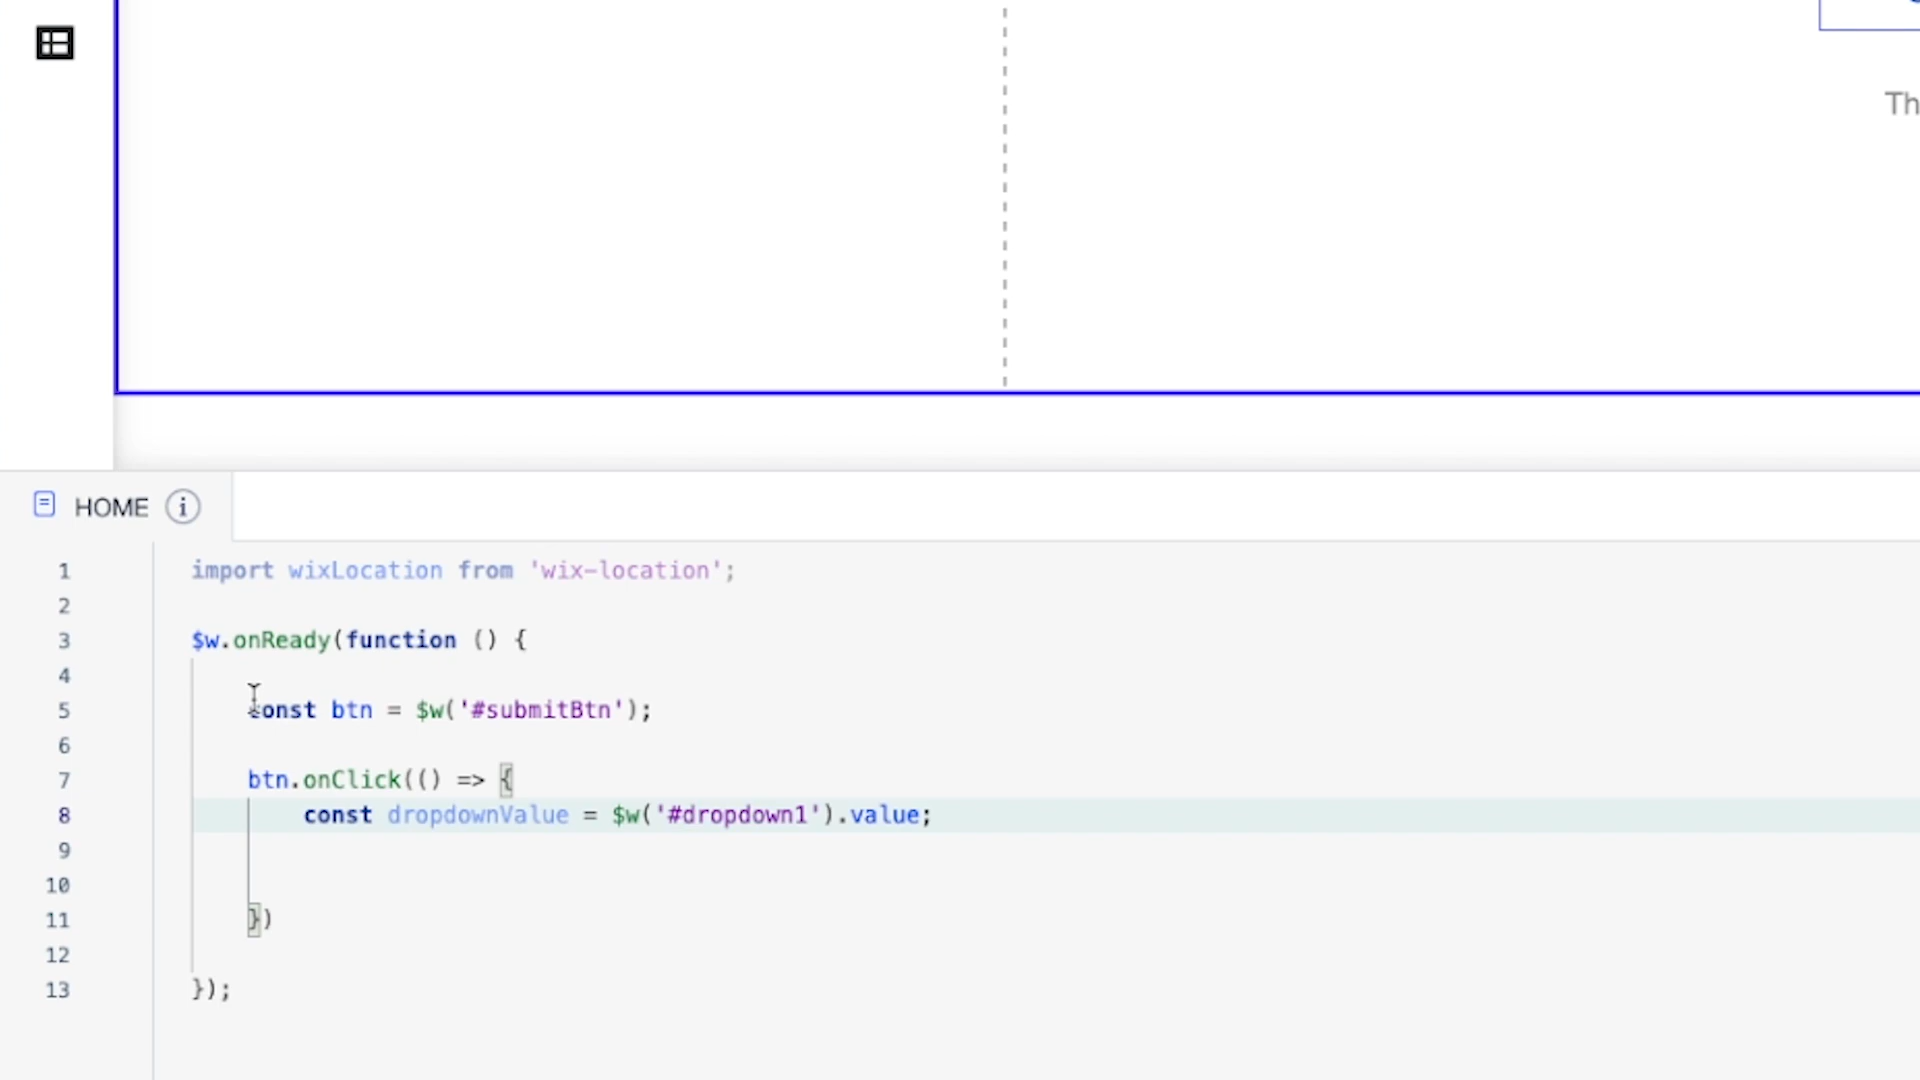 Th
HOME
1 import wixLocation from 'wix-location';
2
3 $w.onReady(function () {
4
5 const btn = $w('#submitBtn');
6
7 btn.onClick(() => {
8 const dropdownValue = $w('#dropdown1').value;
9
10
11 })
12
13 });